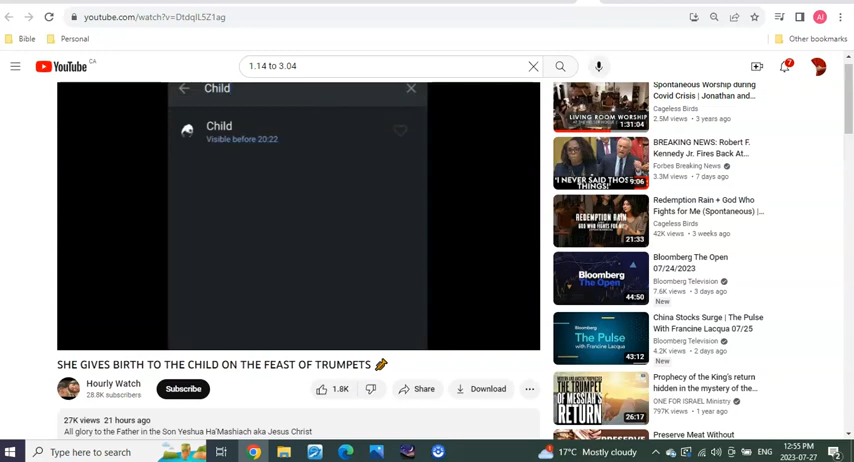 youtube.com/watch?v=DtdqIL5Z1ag
Bible
Personal
Other bookmarks
YouTube CA
1.14 to 3.04
7
Child
Child
Visible before 20:22
SHE GIVES BIRTH TO THE CHILD ON THE FEAST OF TRUMPETS
Hourly Watch
28.8K subscribers
Subscribe
1.8K
Share
Download
27K views 21 hours ago
All glory to the Father in the Son Yeshua Ha'Mashiach aka Jesus Christ
LIVING ROOM WORSHIP
1:31:04
Spontaneous Worship during
Covid Crisis | Jonathan and...
Cageless Birds
2.5M views • 3 years ago
'I NEVER SAID THOSE
THINGS!'
9:06
BREAKING NEWS: Robert F.
Kennedy Jr. Fires Back At...
Forbes Breaking News
3.3M views • 7 days ago
REDEMPTION RAIN
AND WHO FIGHTS FOR ME
21:33
Redemption Rain + God Who
Fights for Me (Spontaneous) |...
Cageless Birds
42K views • 3 weeks ago
Bloomberg
The Open
44:50
Bloomberg The Open
07/24/2023
Bloomberg Television
7.6K views • 3 days ago
New
Bloomberg
The Pulse
43:12
China Stocks Surge | The Pulse
With Francine Lacqua 07/25
Bloomberg Television
4.2K views • 2 days ago
New
THE TRUMPET
OF MESSIAH'S
RETURN
26:17
Prophecy of the King's return
hidden in the mystery of the...
ONE FOR ISRAEL Ministry
797K views • 1 year ago
Preserve Meat Without
Type here to search
17°C Mostly cloudy
ENG
12:55 PM
2023-07-27
2